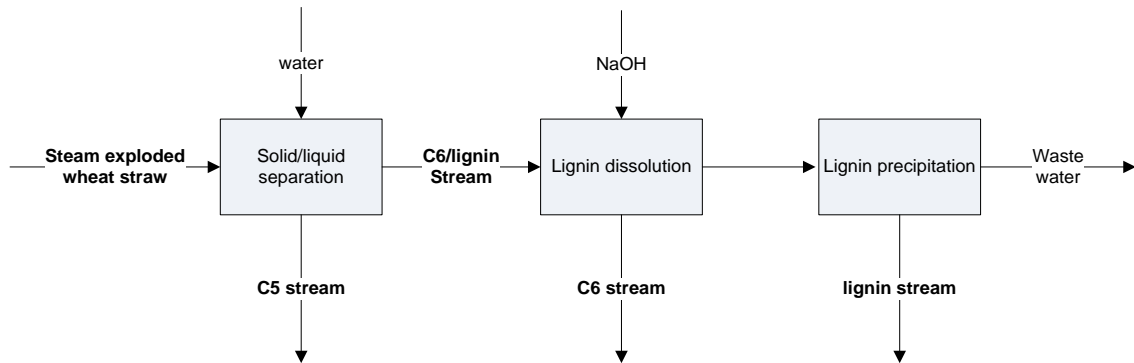 water
NaOH
Steam exploded
wheat straw
Solid/liquid
separation
C6/lignin
Stream
Lignin dissolution
Lignin precipitation
Waste
water
C5 stream
C6 stream
lignin stream